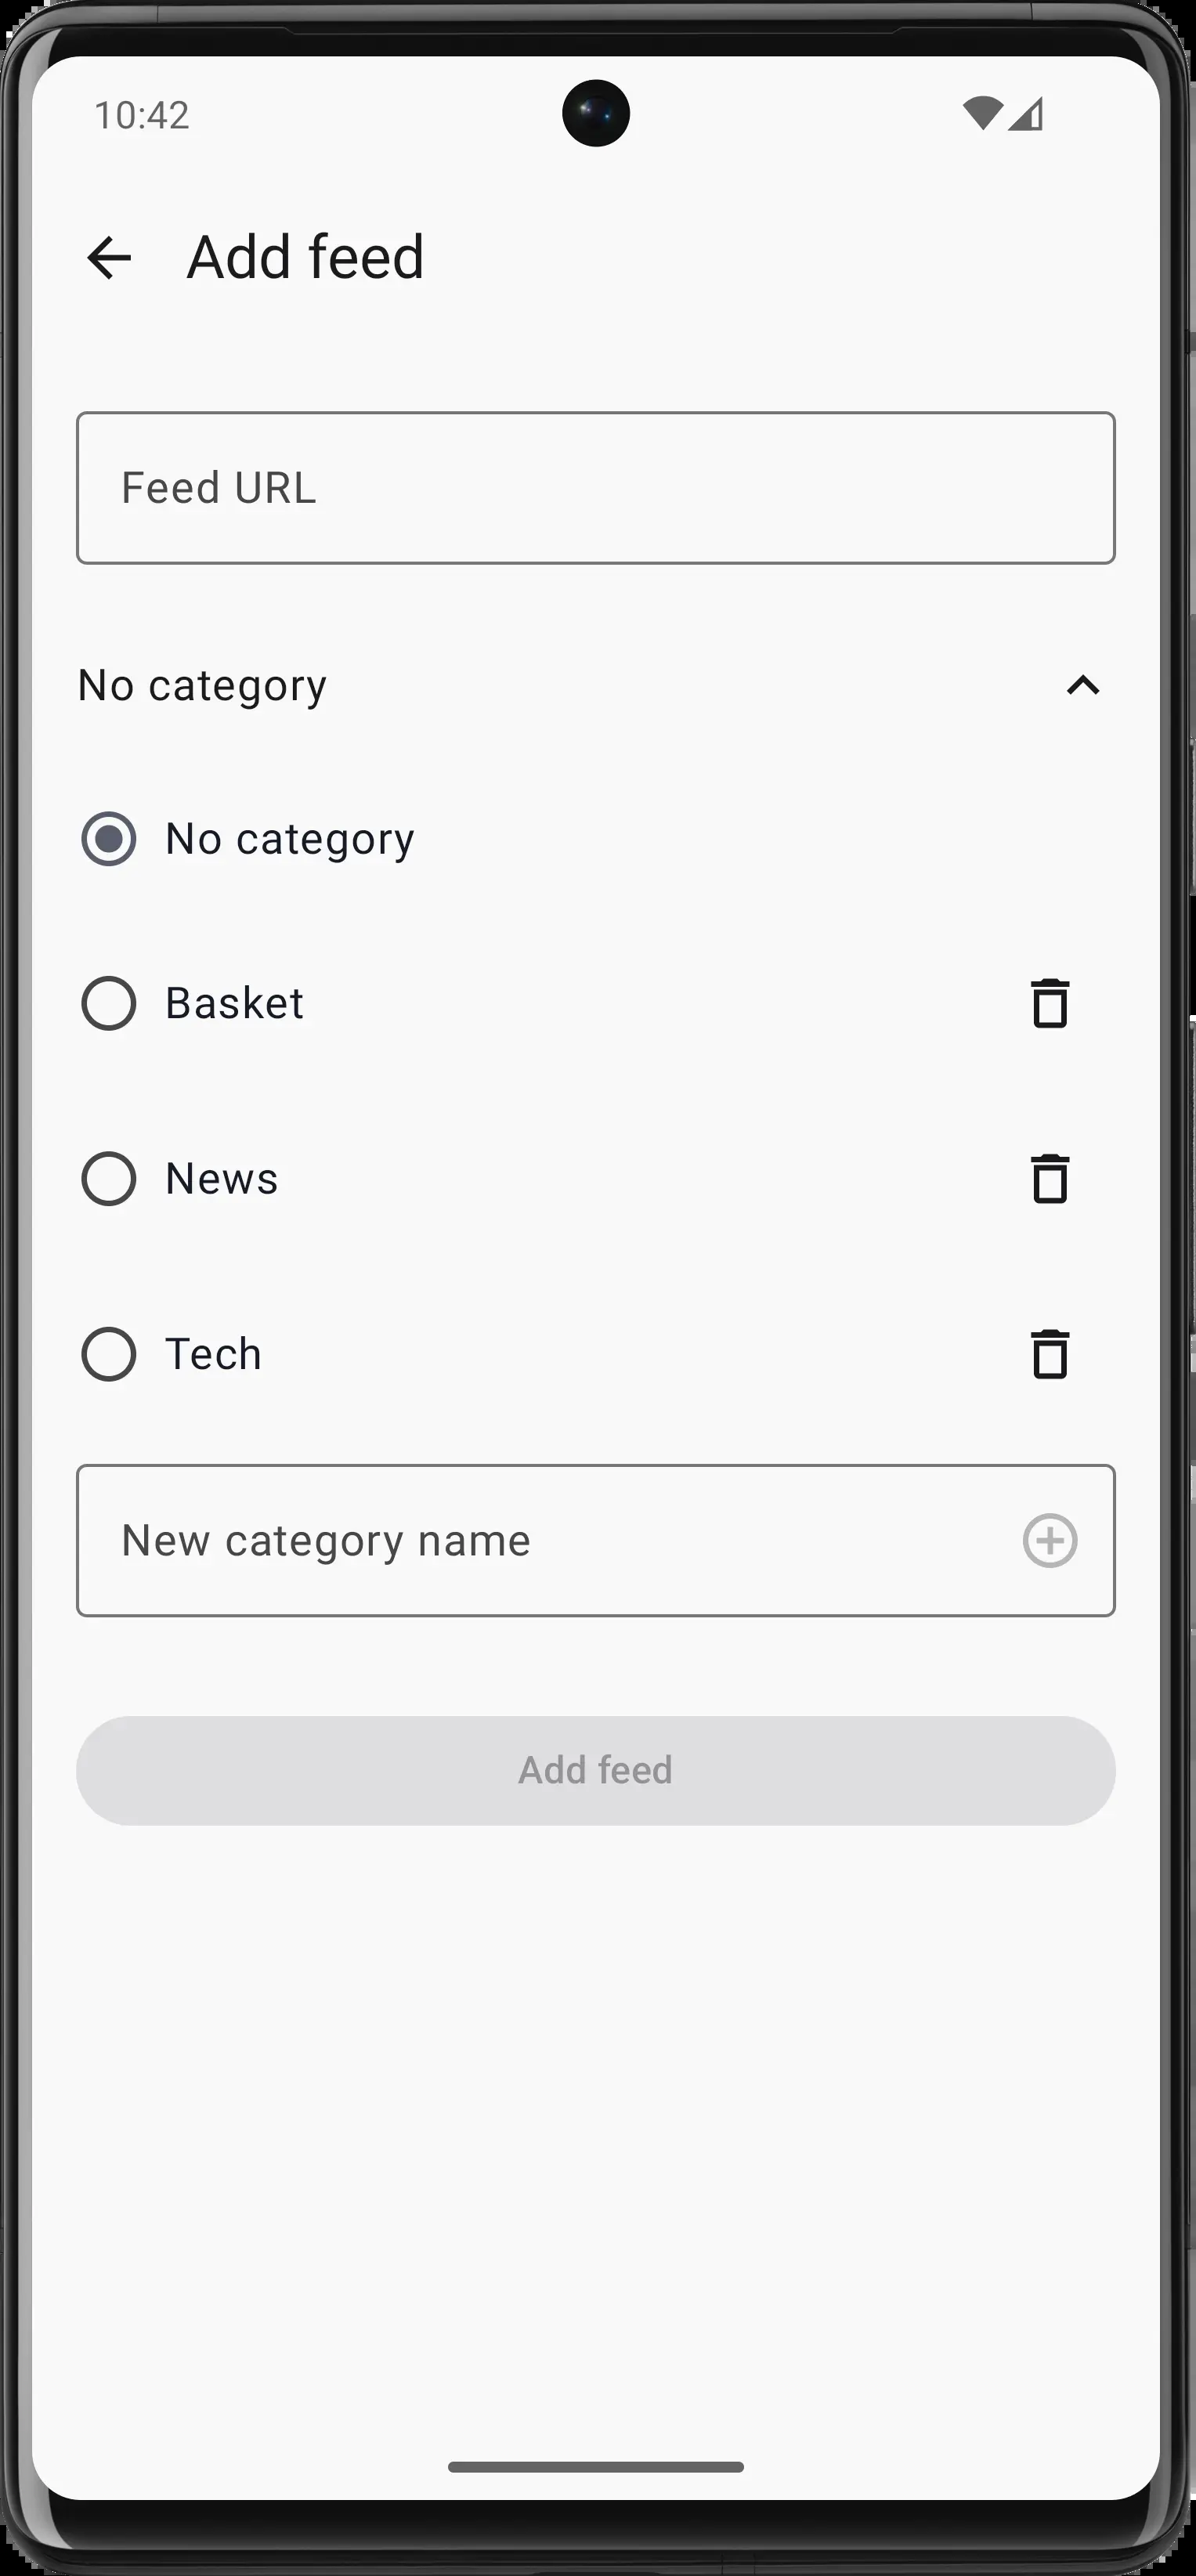 10:42
Add feed
Feed URL
No category
No category
Basket
News
Tech
New category name
Add feed